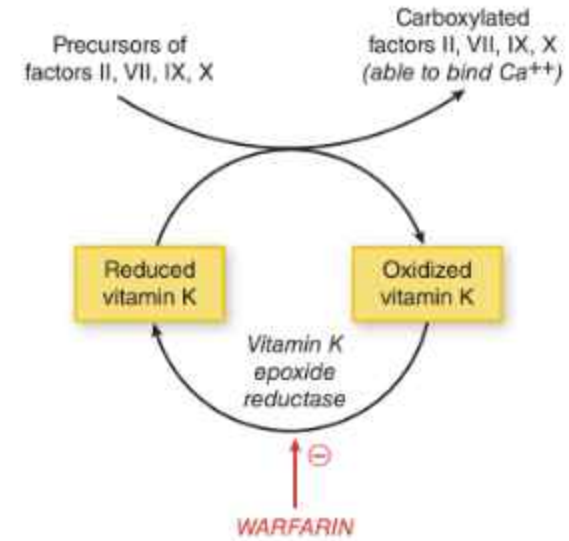 Precursors of
factors II, VII, IX, X
Carboxylated
factors II, VII, IX, X
(able to bind Ca++)
Reduced
vitamin K
Oxidized
vitamin K
Vitamin K
epoxide
reductase
WARFARIN